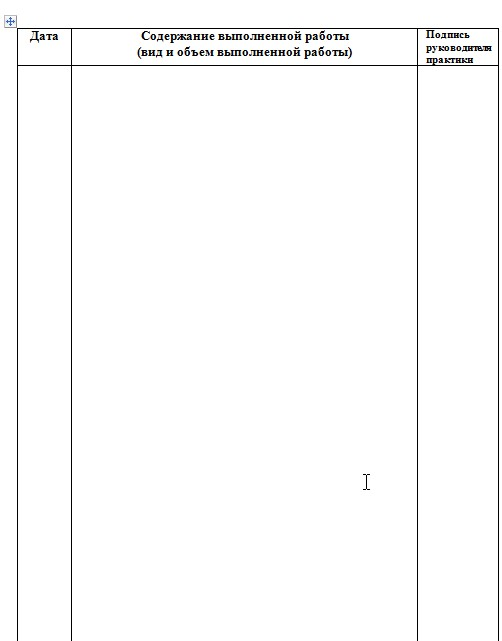 Дата
Содержание выполненной работы
(вид и объем выполненной работы)
Подпись
руководителя
практики